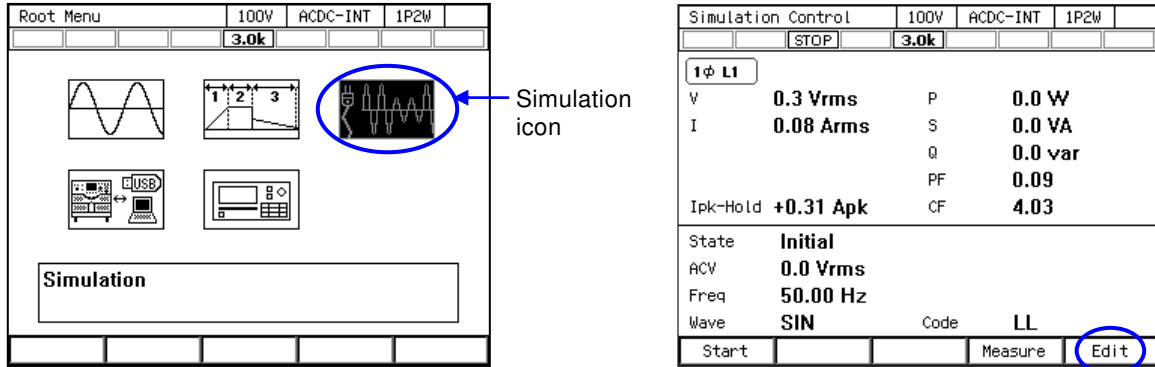 Root Menu 100V ACDC-INT 1P2W
3.0k
1 2 3
USB
Simulation
Simulation
icon
Simulation Control 100V ACDC-INT 1P2W
STOP 3.0k
1ϕ L1
V 0.3 Vrms P 0.0 W
I 0.08 Arms S 0.0 VA
Q 0.0 var
PF 0.09
Ipk-Hold +0.31 Apk CF 4.03
State Initial
ACV 0.0 Vrms
Freq 50.00 Hz
Wave SIN Code LL
Start Measure Edit